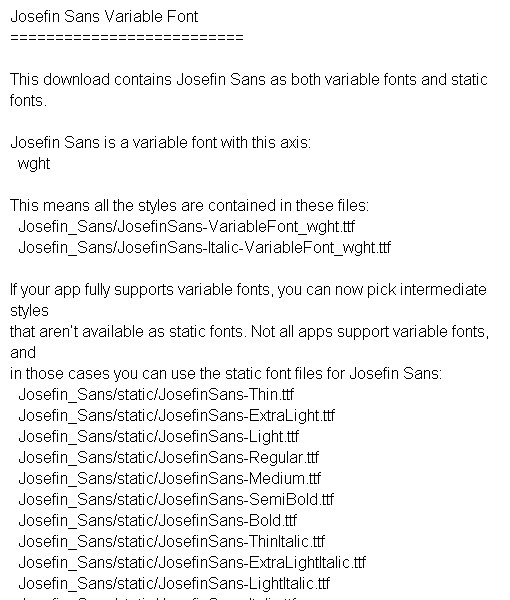 Josefin Sans Variable Font
==========================

This download contains Josefin Sans as both variable fonts and static
fonts.

Josefin Sans is a variable font with this axis:
  wght

This means all the styles are contained in these files:
  Josefin_Sans/JosefinSans-VariableFont_wght.ttf
  Josefin_Sans/JosefinSans-Italic-VariableFont_wght.ttf

If your app fully supports variable fonts, you can now pick intermediate
styles
that aren't available as static fonts. Not all apps support variable fonts,
and
in those cases you can use the static font files for Josefin Sans:
  Josefin_Sans/static/JosefinSans-Thin.ttf
  Josefin_Sans/static/JosefinSans-ExtraLight.ttf
  Josefin_Sans/static/JosefinSans-Light.ttf
  Josefin_Sans/static/JosefinSans-Regular.ttf
  Josefin_Sans/static/JosefinSans-Medium.ttf
  Josefin_Sans/static/JosefinSans-SemiBold.ttf
  Josefin_Sans/static/JosefinSans-Bold.ttf
  Josefin_Sans/static/JosefinSans-ThinItalic.ttf
  Josefin_Sans/static/JosefinSans-ExtraLightItalic.ttf
  Josefin_Sans/static/JosefinSans-LightItalic.ttf